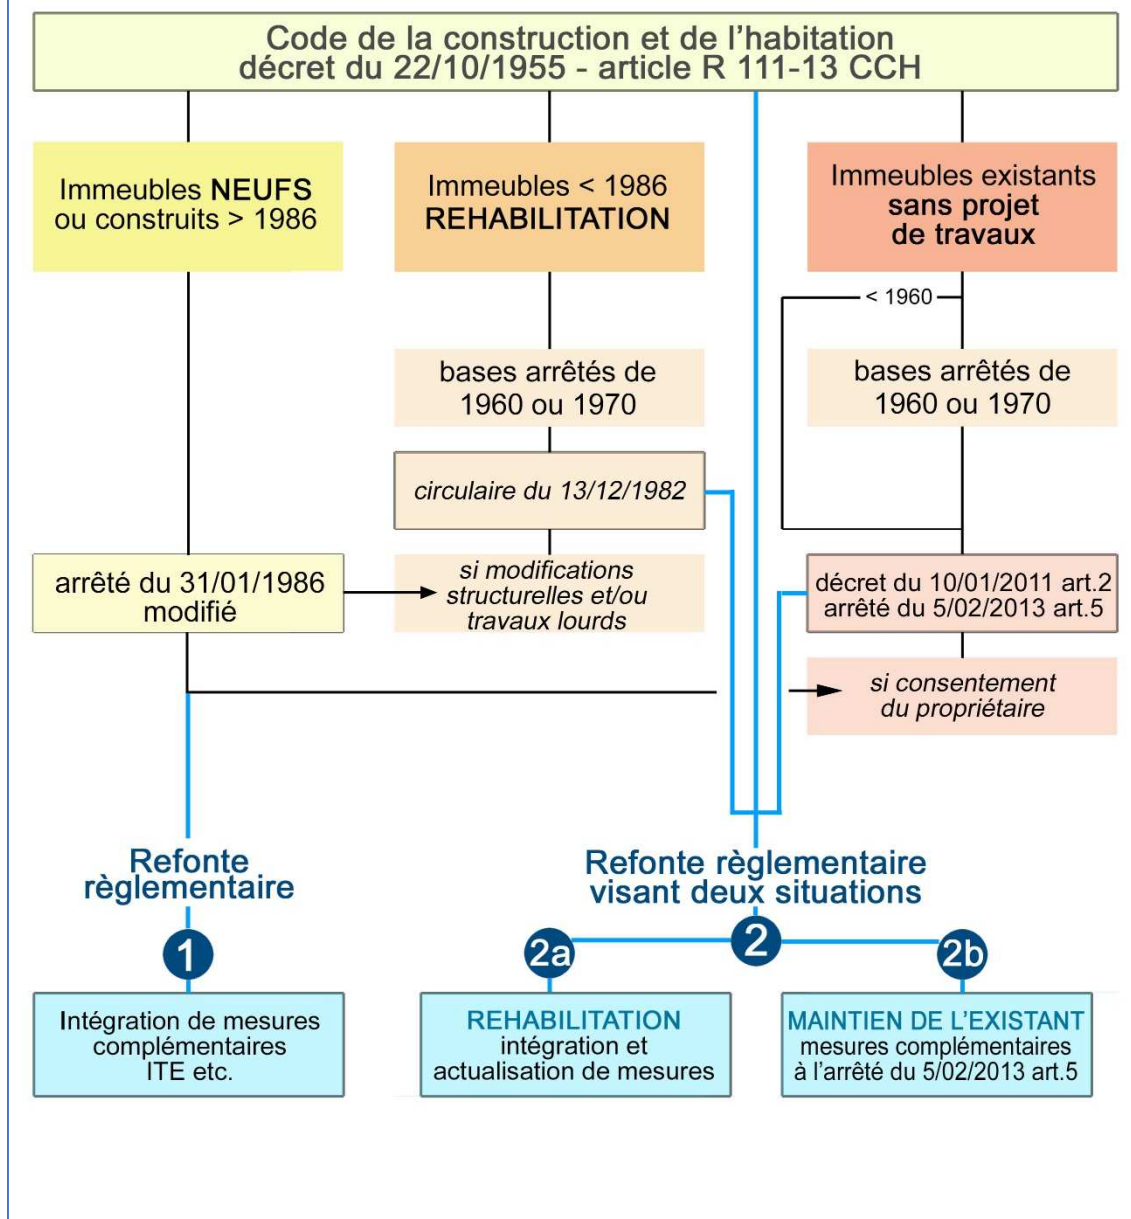 Code de la construction et de l’habitation
décret du 22/10/1955 - article R 111-13 CCH
Immeubles NEUFS
ou construits > 1986
Immeubles < 1986
REHABILITATION
Immeubles existants
sans projet
de travaux
< 1960
bases arrêtés de
1960 ou 1970
bases arrêtés de
1960 ou 1970
circulaire du 13/12/1982
arrêté du 31/01/1986
modifié
si modifications
structurelles et/ou
travaux lourds
décret du 10/01/2011 art.2
arrêté du 5/02/2013 art.5
si consentement
du propriétaire
Refonte
règlementaire
Refonte règlementaire
visant deux situations
1
2a
2
2b
Intégration de mesures
complémentaires
ITE etc.
REHABILITATION
intégration et
actualisation de mesures
MAINTIEN DE L’EXISTANT
mesures complémentaires
à l’arrêté du 5/02/2013 art.5